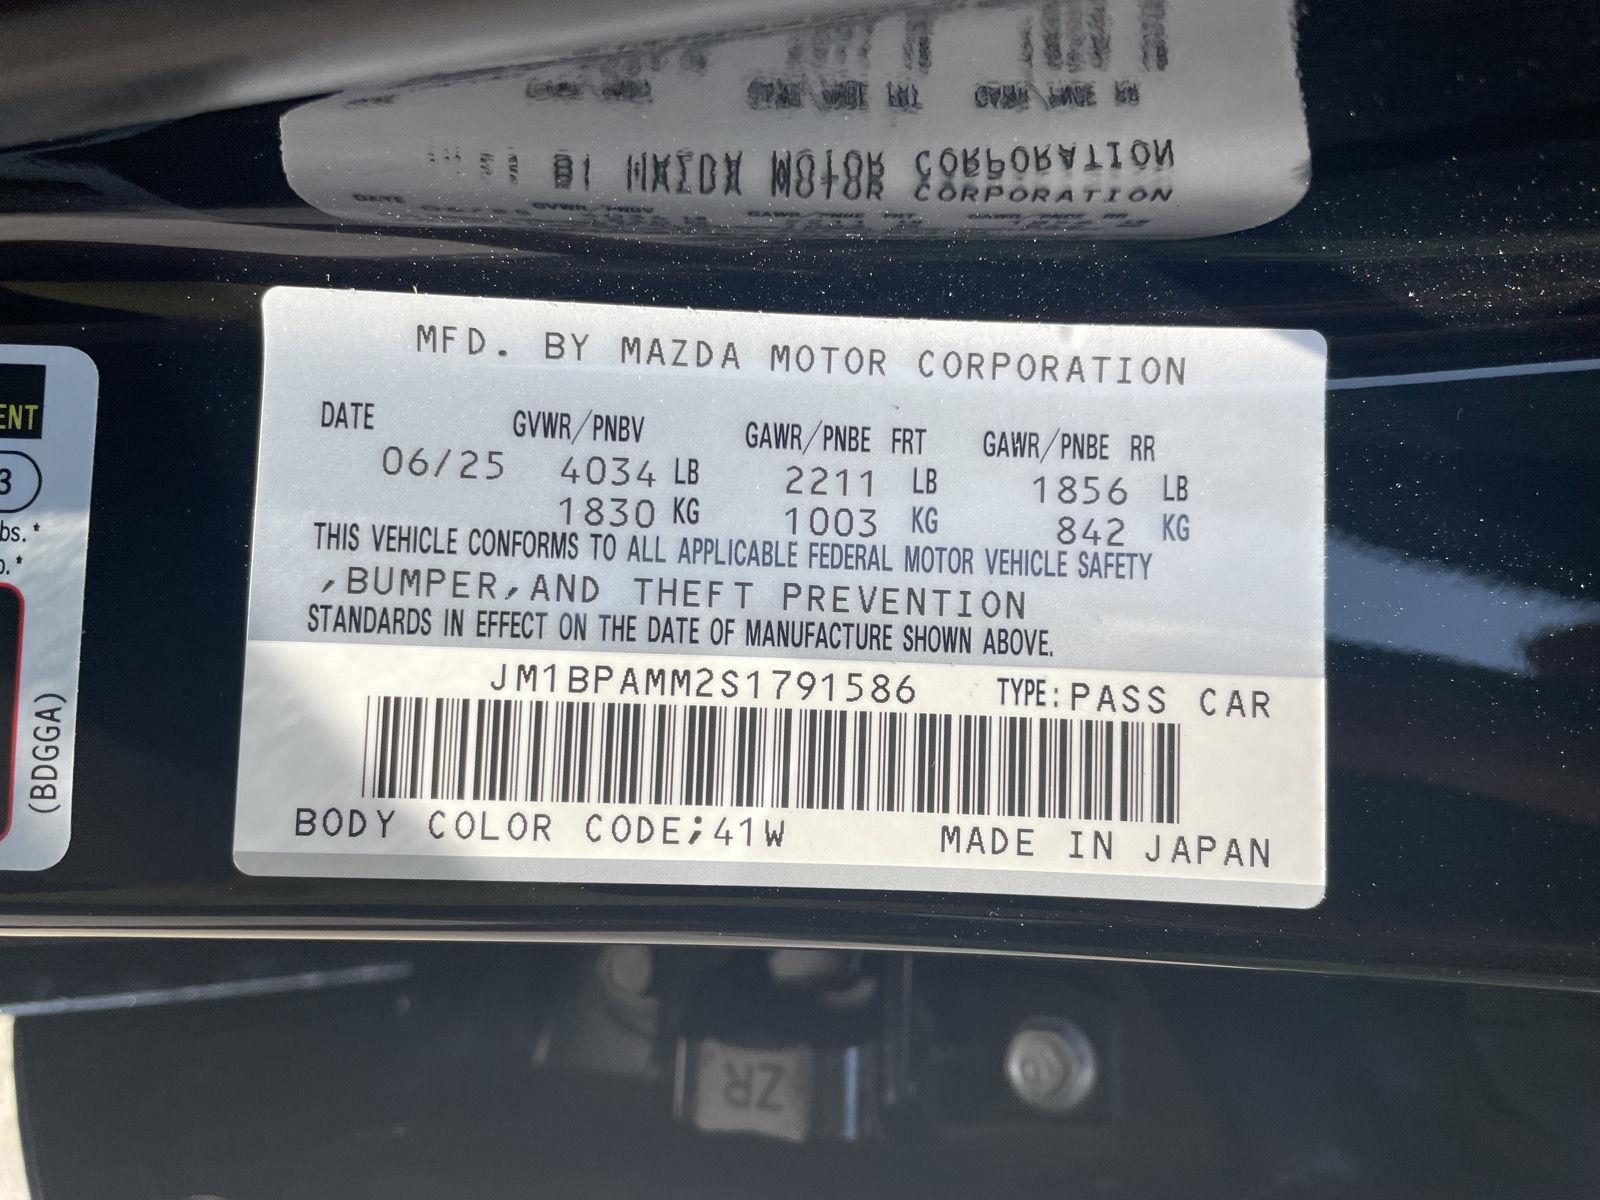 CORPORATION
MFD. BY MAZDA MOTOR CORPORATION
DATE GVWR/PNBV GAWR/PNBE FRT GAWR/PNBE RR
06/25 4034 LB 2211 LB 1856 LB
1830 KG 1003 KG 842 KG
THIS VEHICLE CONFORMS TO ALL APPLICABLE FEDERAL MOTOR VEHICLE SAFETY
,BUMPER,AND THEFT PREVENTION
STANDARDS IN EFFECT ON THE DATE OF MANUFACTURE SHOWN ABOVE.
JM1BPAMM2S1791586 TYPE:PASS CAR
BODY COLOR CODE;41W MADE IN JAPAN
ENT
3
bs.*
(BDGGA)
ZR